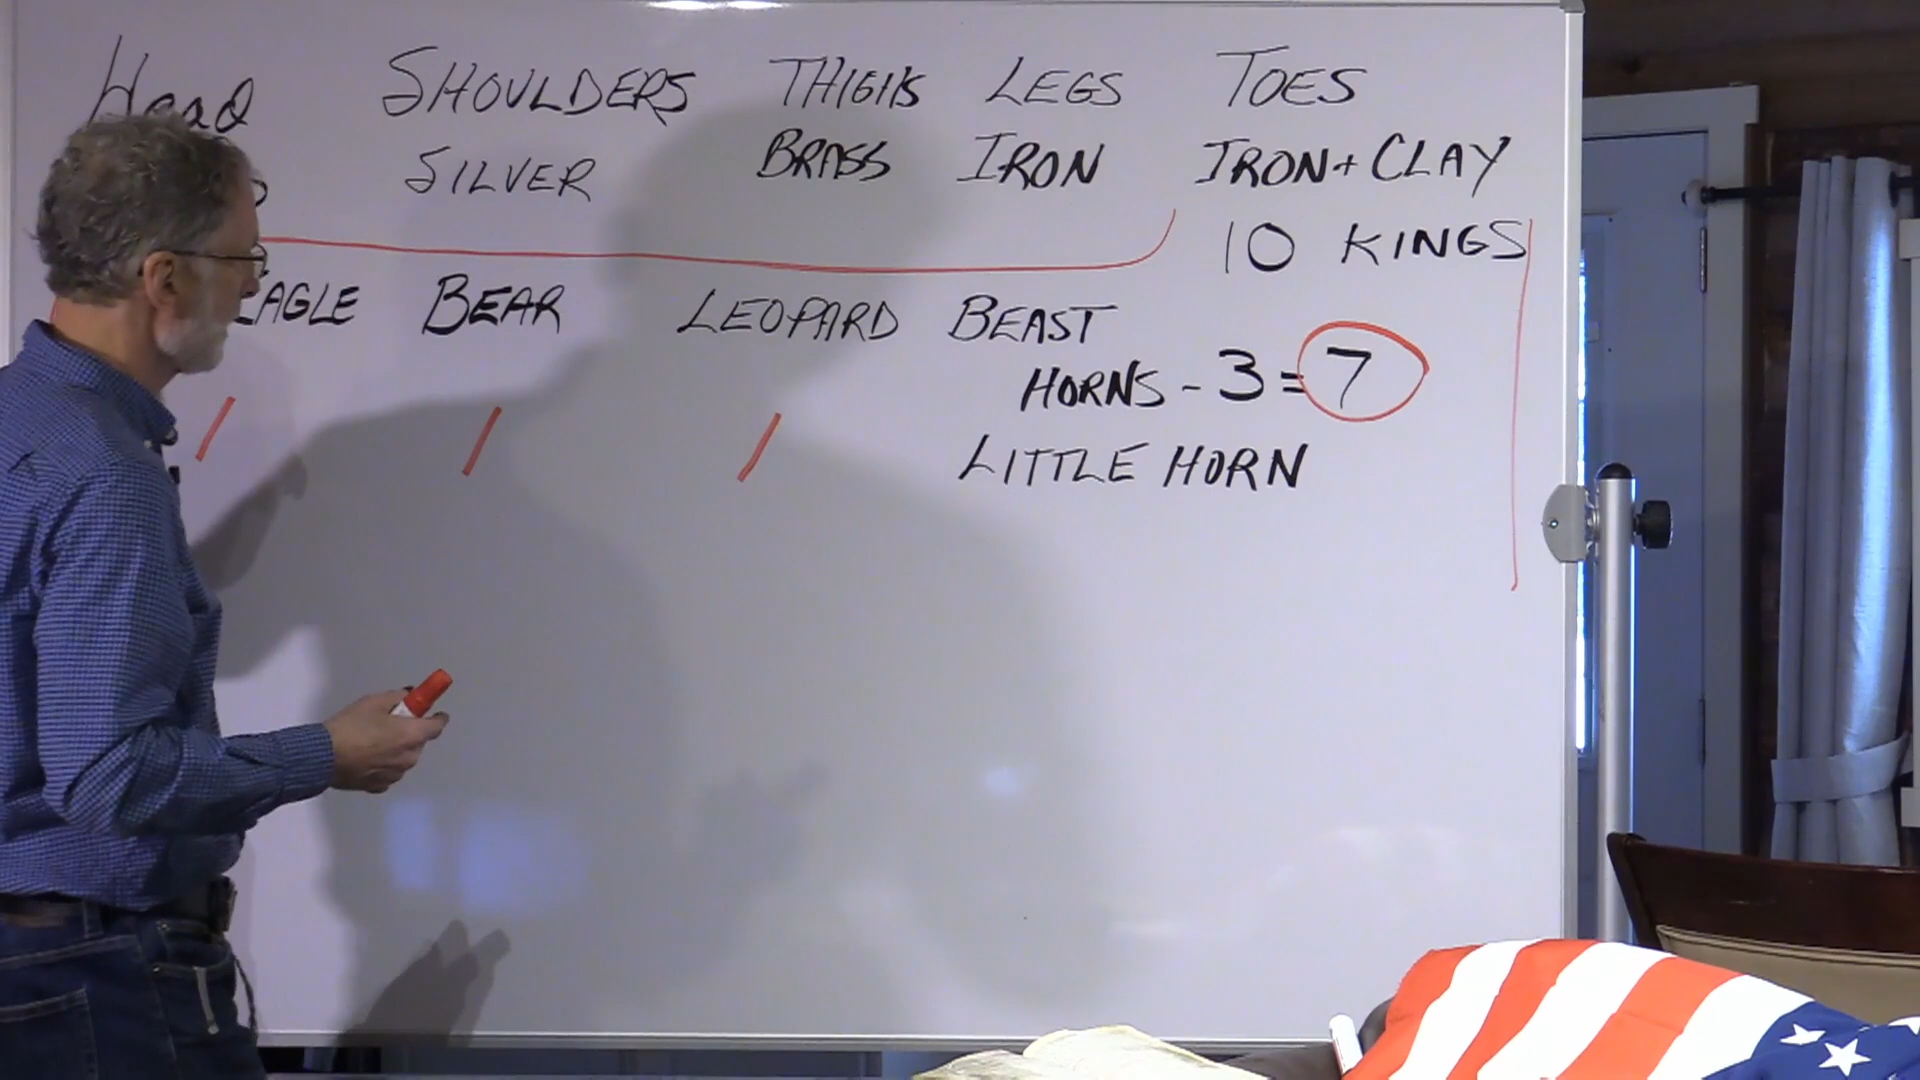 Head SHOULDERS THIGHS LEGS TOES
SILVER BRASS IRON IRON + CLAY
10 KINGS
EAGLE BEAR LEOPARD BEAST
HORNS - 3 = 7
LITTLE HORN